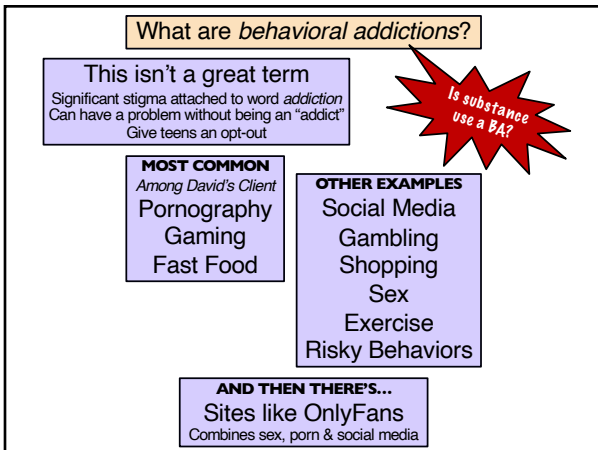 What are behavioral addictions?
This isn't a great term
Significant stigma attached to word addiction
Can have a problem without being an “addict”
Give teens an opt-out
Is substance
use a BA?
MOST COMMON
Among David's Client
Pornography
Gaming
Fast Food
OTHER EXAMPLES
Social Media
Gambling
Shopping
Sex
Exercise
Risky Behaviors
AND THEN THERE'S...
Sites like OnlyFans
Combines sex, porn & social media